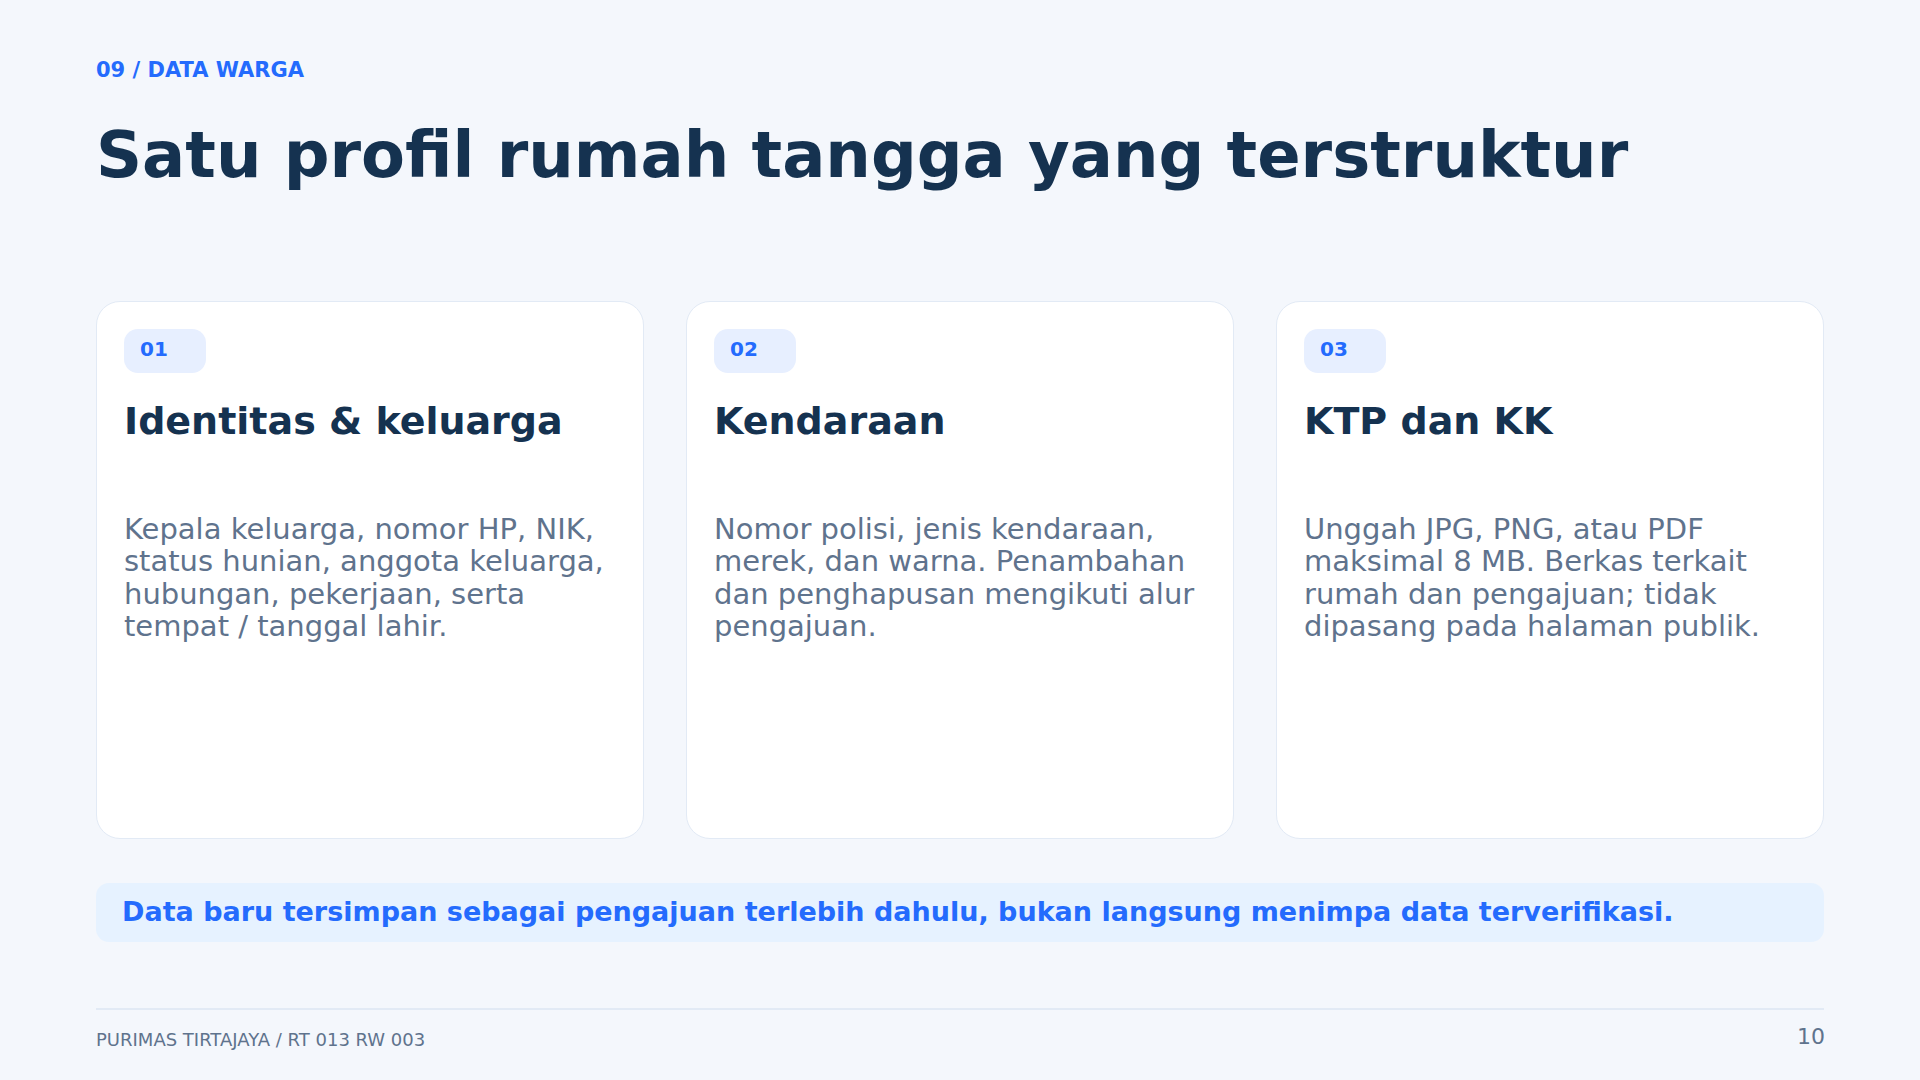 09 / DATA WARGA
Satu profil rumah tangga yang terstruktur
01
Identitas & keluarga
Kepala keluarga, nomor HP, NIK,
status hunian, anggota keluarga,
hubungan, pekerjaan, serta
tempat / tanggal lahir.
02
Kendaraan
Nomor polisi, jenis kendaraan,
merek, dan warna. Penambahan
dan penghapusan mengikuti alur
pengajuan.
03
KTP dan KK
Unggah JPG, PNG, atau PDF
maksimal 8 MB. Berkas terkait
rumah dan pengajuan; tidak
dipasang pada halaman publik.
Data baru tersimpan sebagai pengajuan terlebih dahulu, bukan langsung menimpa data terverifikasi.
PURIMAS TIRTAJAYA / RT 013 RW 003
10